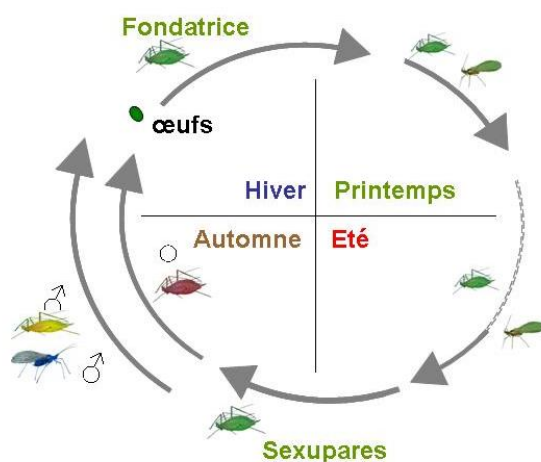 Fondatrice
œufs
Hiver
Printemps
Automne
Eté
♂
♂
Sexupares